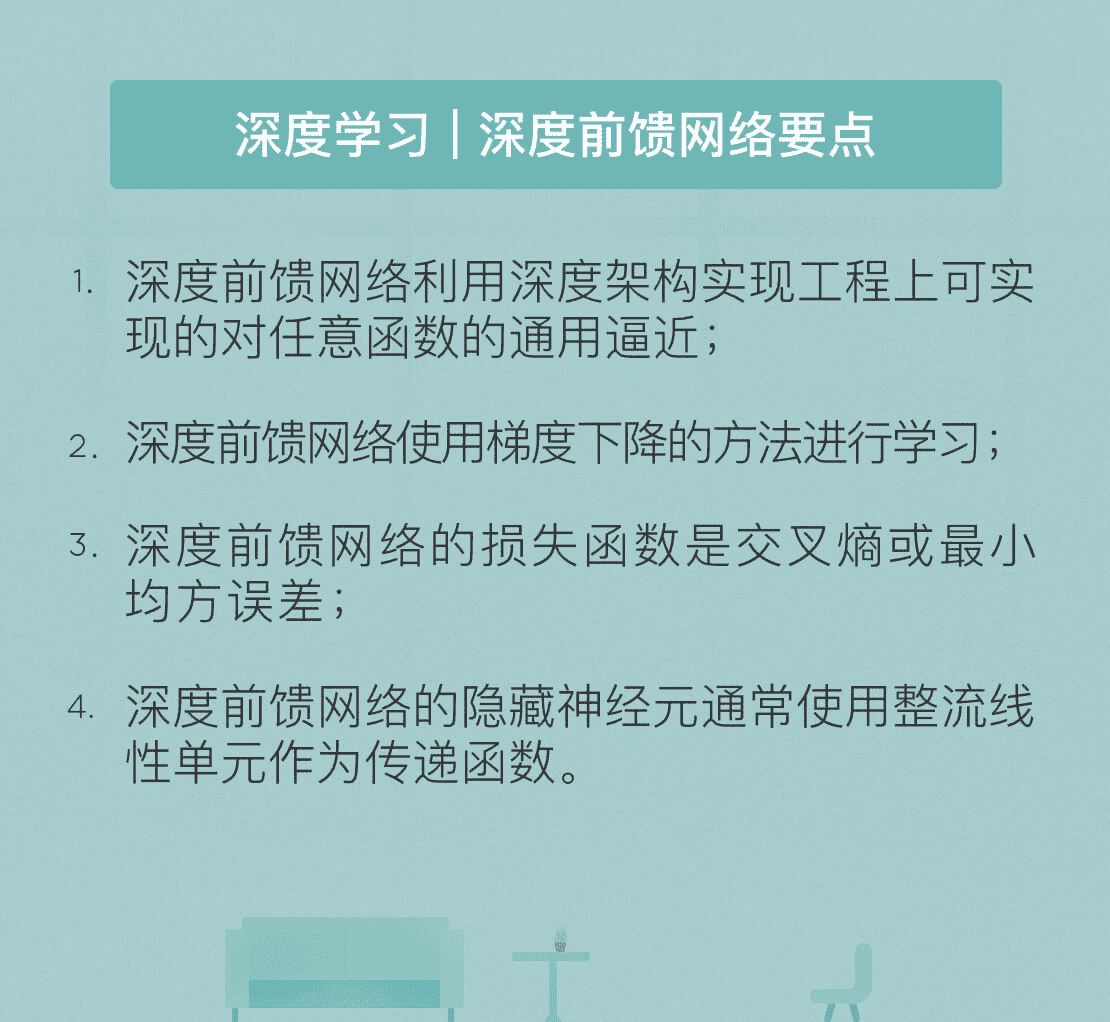 深度学习｜深度前馈网络要点
1. 深度前馈网络利用深度架构实现工程上可实
现的对任意函数的通用逼近；
2. 深度前馈网络使用梯度下降的方法进行学习；
3. 深度前馈网络的损失函数是交叉熵或最小
均方误差；
4. 深度前馈网络的隐藏神经元通常使用整流线
性单元作为传递函数。